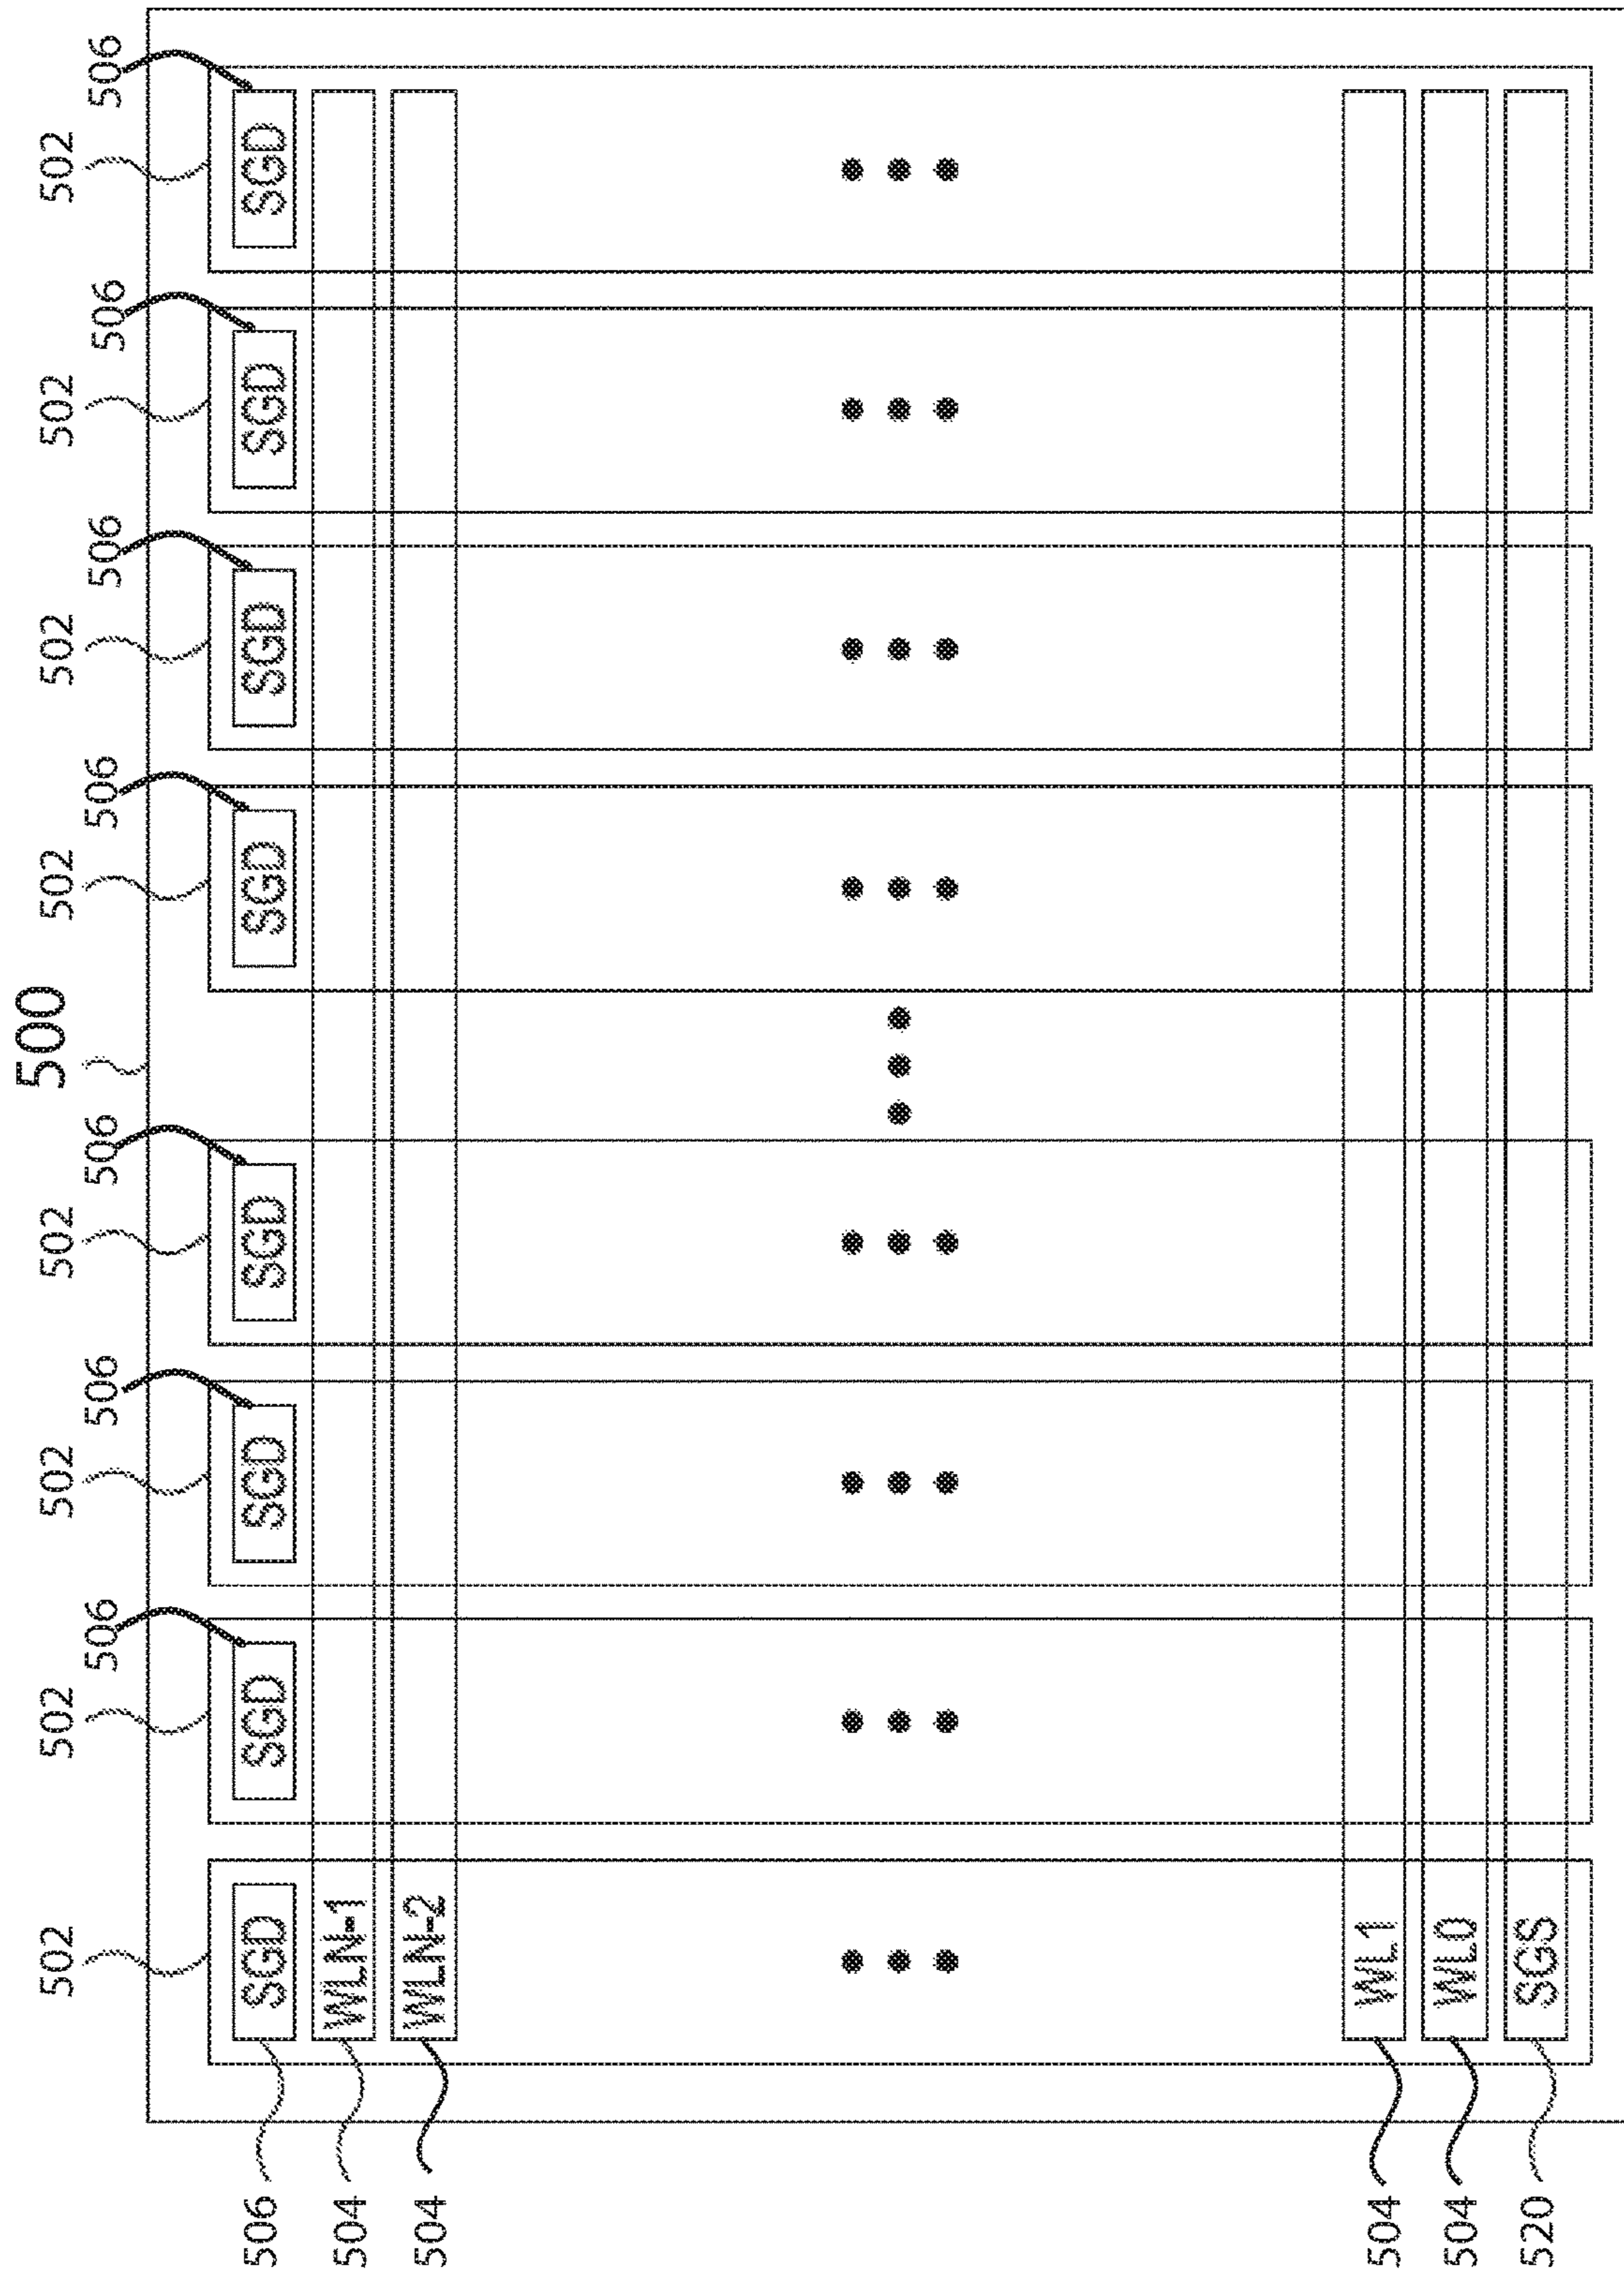 500
502 502 502 502 502 502 502 502
506 506 506 506 506 506 506
506 SGD SGD SGD SGD SGD SGD SGD SGD
504 WLN-1
504 WLN-2
504 WL1
504 WL0
520 SGS